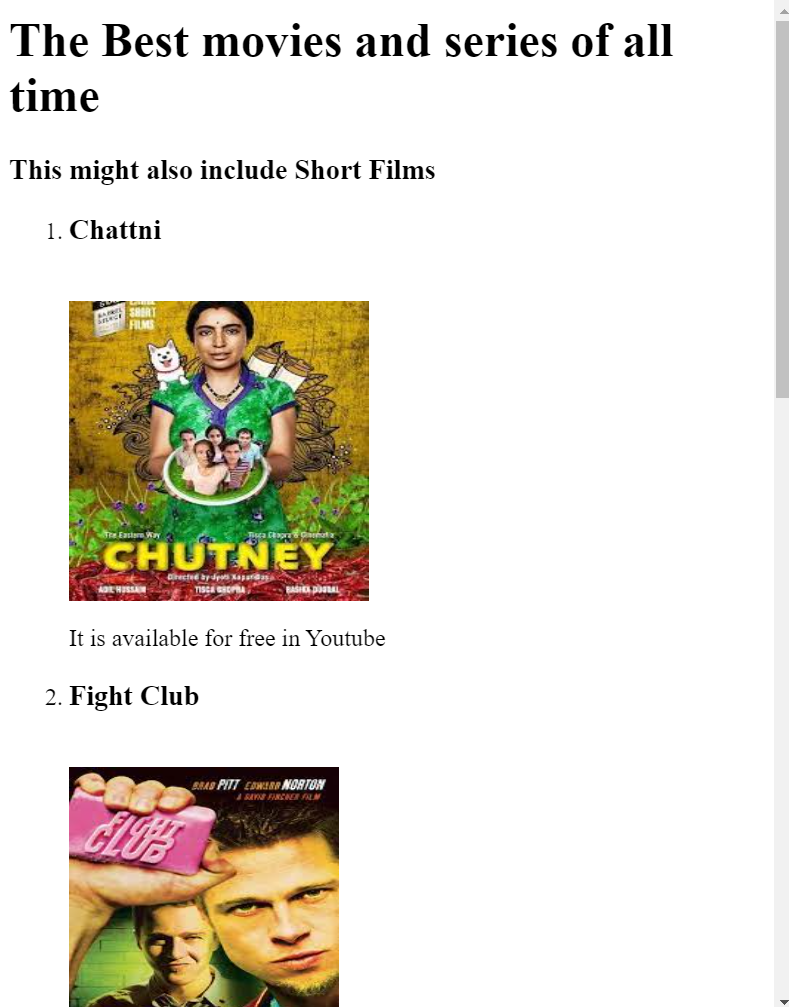 The Best movies and series of all
time
This might also include Short Films
1. Chattni
SHORT
FILMS
The Eastern Way
Tisca Chopra & Cinematix
CHUTNEY
Directed by Jyoti Kapur Das
ADIL HUSSAIN TISCA CHOPRA RASIKA DUGGAL
It is available for free in Youtube
2. Fight Club
BRAD PITT EDWARD NORTON
A DAVID FINCHER FILM
FIGHT
CLUB